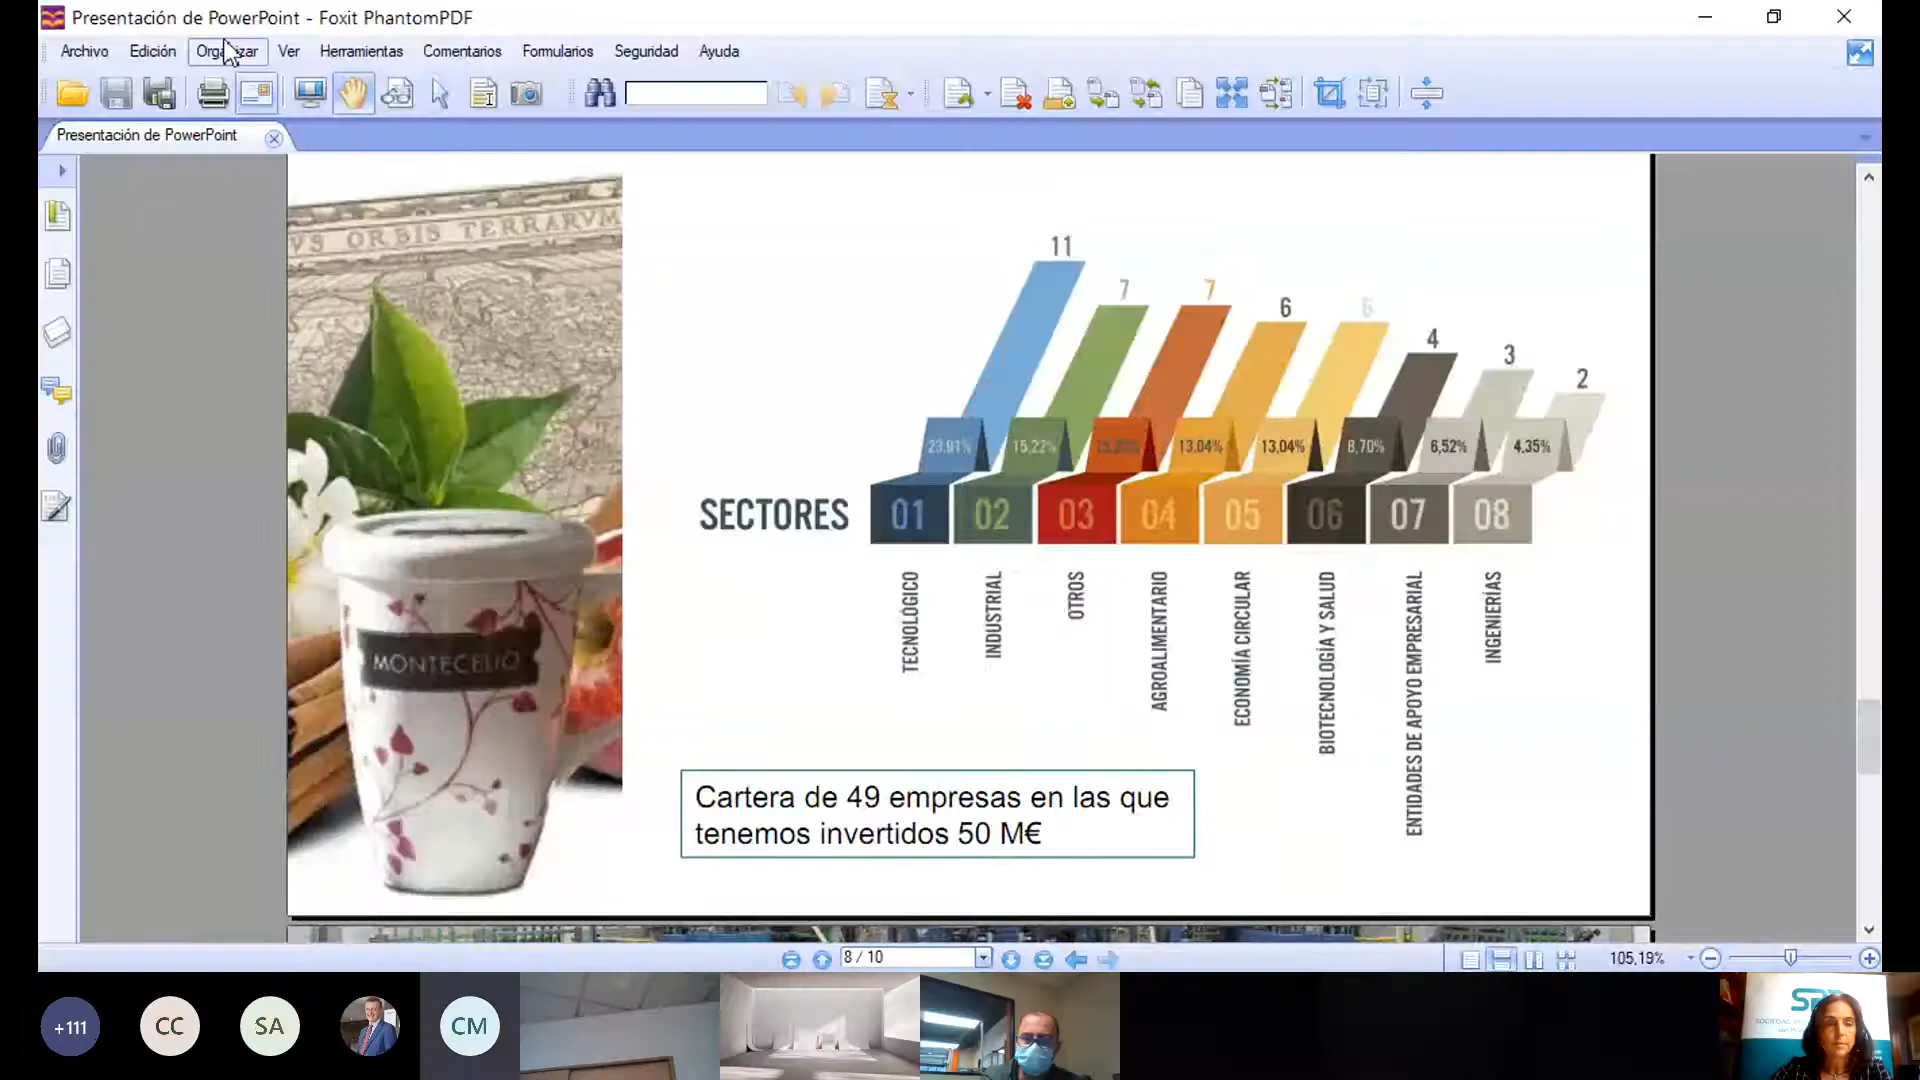 Presentación de PowerPoint - Foxit PhantomPDF
Archivo Edición Organizar Ver Herramientas Comentarios Formularios Seguridad Ayuda
Presentación de PowerPoint
VS ORBIS TERRARVM
MONTECELIO
11 7 7 6 6 4 3 2
23,91% 15,22% 13,04% 13,04% 8,70% 6,52% 4,35%
SECTORES 01 02 03 04 05 06 07 08
TECNOLÓGICO
INDUSTRIAL
OTROS
AGROALIMENTARIO
ECONOMÍA CIRCULAR
BIOTECNOLOGÍA Y SALUD
ENTIDADES DE APOYO EMPRESARIAL
INGENIERÍAS
Cartera de 49 empresas en las que
tenemos invertidos 50 M€
8 / 10
105,19%
+111 CC SA CM